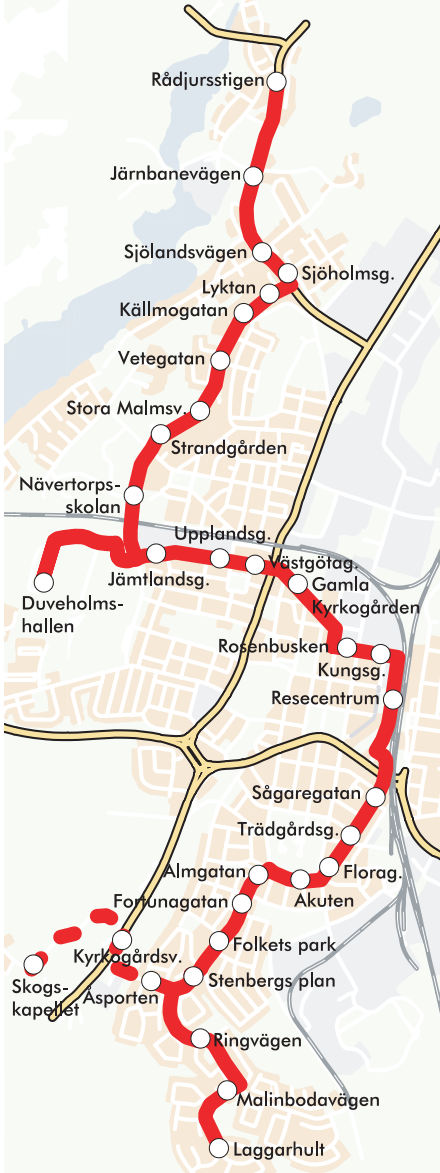 Rådjursstigen
Järnbanevägen
Sjölandsvägen
Sjöholmsg.
Lyktan
Källmogatan
Vetegatan
Stora Malmsv.
Strandgården
Nävertorps-
skolan
Upplandsg.
Västgötag.
Jämtlandsg.
Gamla
Kyrkogården
Duveholms-
hallen
Rosenbusken
Kungsg.
Resecentrum
Sågaregatan
Trädgårdsg.
Florag.
Almgatan
Akuten
Fortunagatan
Folkets park
Kyrkogårdsv.
Stenbergs plan
Åsporten
Skogs-
kapellet
Ringvägen
Malinbodavägen
Laggarhult